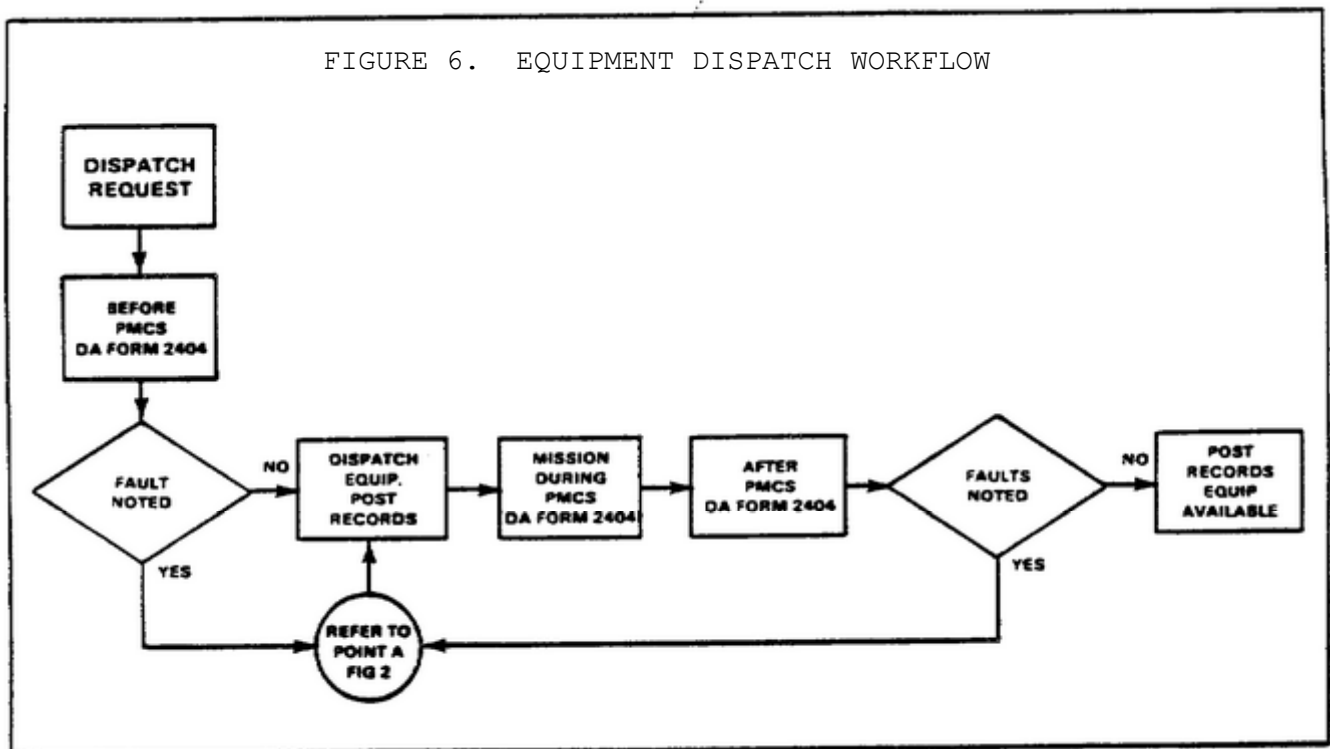 FIGURE 6. EQUIPMENT DISPATCH WORKFLOW
DISPATCH
REQUEST
BEFORE
PMCS
DA FORM 2404
FAULT
NOTED
NO
YES
DISPATCH
EQUIP.
POST
RECORDS
MISSION
DURING
PMCS
DA FORM 2404
AFTER
PMCS
DA FORM 2404
FAULTS
NOTED
NO
YES
POST
RECORDS
EQUIP
AVAILABLE
REFER TO
POINT A
FIG 2